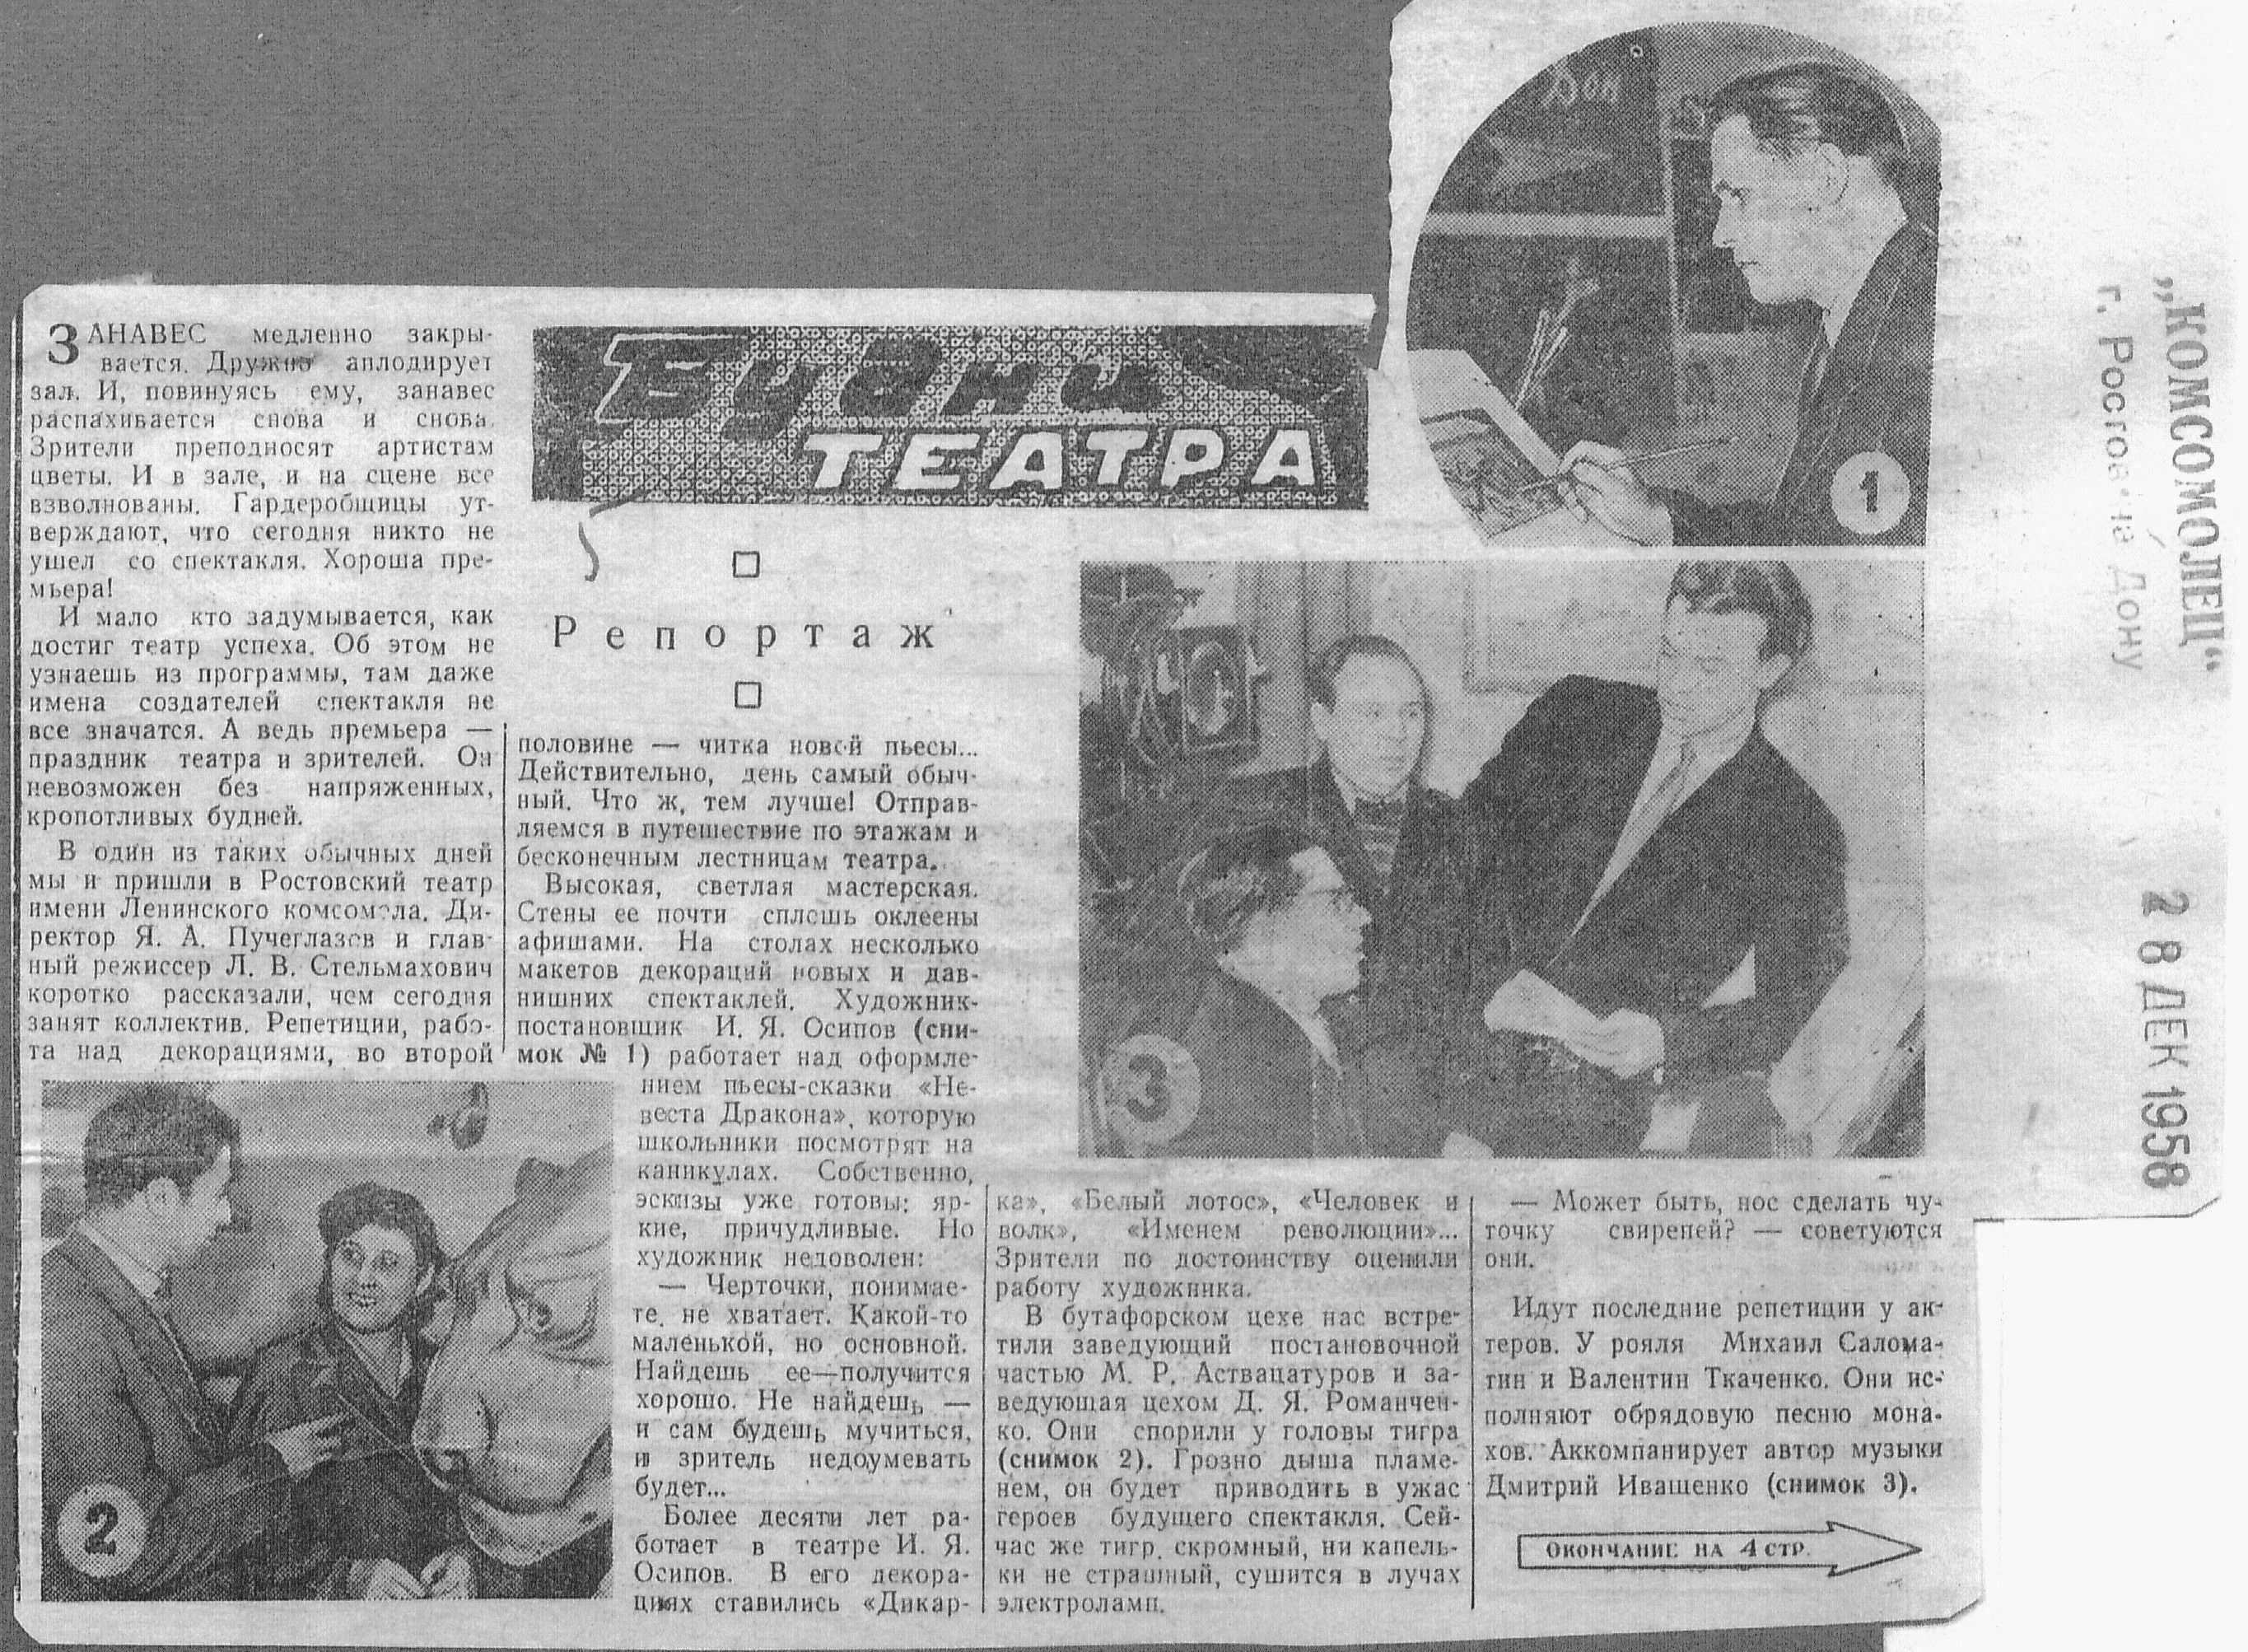 Будни
ТЕАТРА
Репортаж
ЗАНАВЕС медленно закры-
вается. Дружно аплодирует
зал. И, повинуясь ему, занавес
распахивается снова и снова.
Зрители преподносят артистам
цветы. И в зале, и на сцене все
взволнованы. Гардеробщицы ут-
верждают, что сегодня никто не
ушел со спектакля. Хороша пре-
мьера!
И мало кто задумывается, как
достиг театр успеха. Об этом не
узнаешь из программы, там даже
имена создателей спектакля не
все значатся. А ведь премьера —
праздник театра и зрителей. Он
невозможен без напряженных,
кропотливых будней.
В один из таких обычных дней
мы и пришли в Ростовский театр
имени Ленинского комсомола. Ди-
ректор Я. А. Пучеглазов и глав-
ный режиссер Л. В. Стельмахович
коротко рассказали, чем сегодня
занят коллектив. Репетиции, рабо-
та над декорациями, во второй
половине — читка новой пьесы...
Действительно, день самый обыч-
ный. Что ж, тем лучше! Отправ-
ляемся в путешествие по этажам и
бесконечным лестницам театра.
Высокая, светлая мастерская.
Стены ее почти сплошь оклеены
афишами. На столах несколько
макетов декораций новых и дав-
нишних спектаклей. Художник-
постановщик И. Я. Осипов (сни-
мок № 1) работает над оформле-
нием пьесы-сказки «Не-
веста Дракона», которую
школьники посмотрят на
каникулах. Собственно,
эскизы уже готовы: яр-
кие, причудливые. Но
художник недоволен:
— Черточки, понимае-
те, не хватает. Какой-то
маленькой, но основной.
Найдешь ее—получится
хорошо. Не найдешь —
и сам будешь мучиться,
и зритель недоумевать
будет...
Более десяти лет ра-
ботает в театре И. Я.
Осипов. В его декора-
циях ставились «Дикар-
ка», «Белый лотос», «Человек и
волк», «Именем революции»...
Зрители по достоинству оценили
работу художника.
В бутафорском цехе нас встре-
тили заведующий постановочной
частью М. Р. Аствацатуров и за-
ведующая цехом Д. Я. Романчен-
ко. Они спорили у головы тигра
(снимок 2). Грозно дыша пламе-
нем, он будет приводить в ужас
героев будущего спектакля. Сей-
час же тигр, скромный, ни капель-
ки не страшный, сушится в лучах
электроламп.
— Может быть, нос сделать чу-
точку свирепей? — советуются
они.
Идут последние репетиции у ак-
теров. У рояля Михаил Салома-
тин и Валентин Ткаченко. Они ис-
полняют обрядовую песню мона-
хов. Аккомпанирует автор музыки
Дмитрий Иващенко (снимок 3).
ОКОНЧАНИЕ НА 4 СТР.
Дон
1
2
3
„КОМСОМОЛЕЦ“
г. Ростов-на-Дону
28 ДЕК 1958